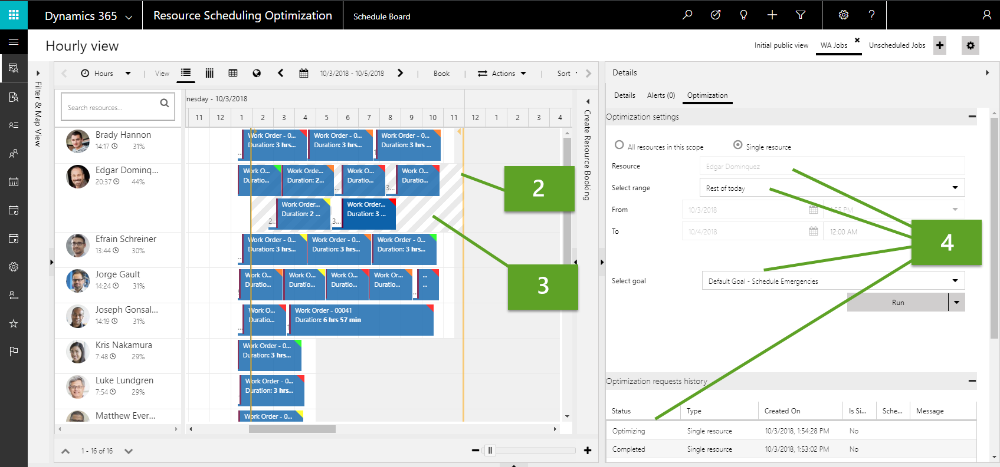 Dynamics 365
Resource Scheduling Optimization
Schedule Board
Hourly view
Initial public view
WA Jobs
Unscheduled Jobs
Filter & Map View
Hours
View
10/3/2018 - 10/5/2018
Book
Actions
Sort
Search resources...
nesday - 10/3/2018
11 12 1 2 3 4 5 6 7 8 9 10 11 12 1 2 3 4
Brady Hannon
14:17 31%
Work Order - 0... Work Order - 0... Work Order - 0...
Duration: 3 hrs... Duration: 3 hrs... Duration: 3 hrs ...
Edgar Dominq...
20:37 44%
Work O... Work Orde... Work O... Work O...
Duratio... Duration: 2... Duratio... Duratio...
... 3...
Work Order... Work Order...
Duration: 2 ... Duration: 3 ...
2... 3...
Efrain Schreiner
13:44 30%
Work Order - 0... Work Order - 0... Work Order - 0...
Duration: 3 hrs... Duration: 3 hrs... Duration: 3 hrs...
Jorge Gault
14:24 31%
Work O... Work O... Work O... Work Or... ...
Duratio... Duratio... Duratio... Duratio... ...
Joseph Gonsal...
14:19 31%
Work O... Work Order - 00041
Duratio... Duration: 6 hrs 57 min
Kris Nakamura
7:48 29%
Work Order - 0...
Duration: 3 hrs...
Luke Lundgren
7:54 29%
Work Order - 0...
Duration: 3 hrs...
Matthew Ever...
Work Order - 0...
1 - 16 of 16
Create Resource Booking
2
3
4
Details
Details
Alerts (0)
Optimization
Optimization settings
All resources in this scope
Single resource
Resource
Edgar Dominquez
Select range
Rest of today
From
10/3/2018
:55 PM
To
10/4/2018
12:00 AM
Select goal
Default Goal - Schedule Emergencies
Run
Optimization requests history
Status Type Created On Is Si... Sche... Message
Optimizing Single resource 10/3/2018, 1:54:28 PM No
Completed Single resource 10/3/2018, 1:53:02 PM No